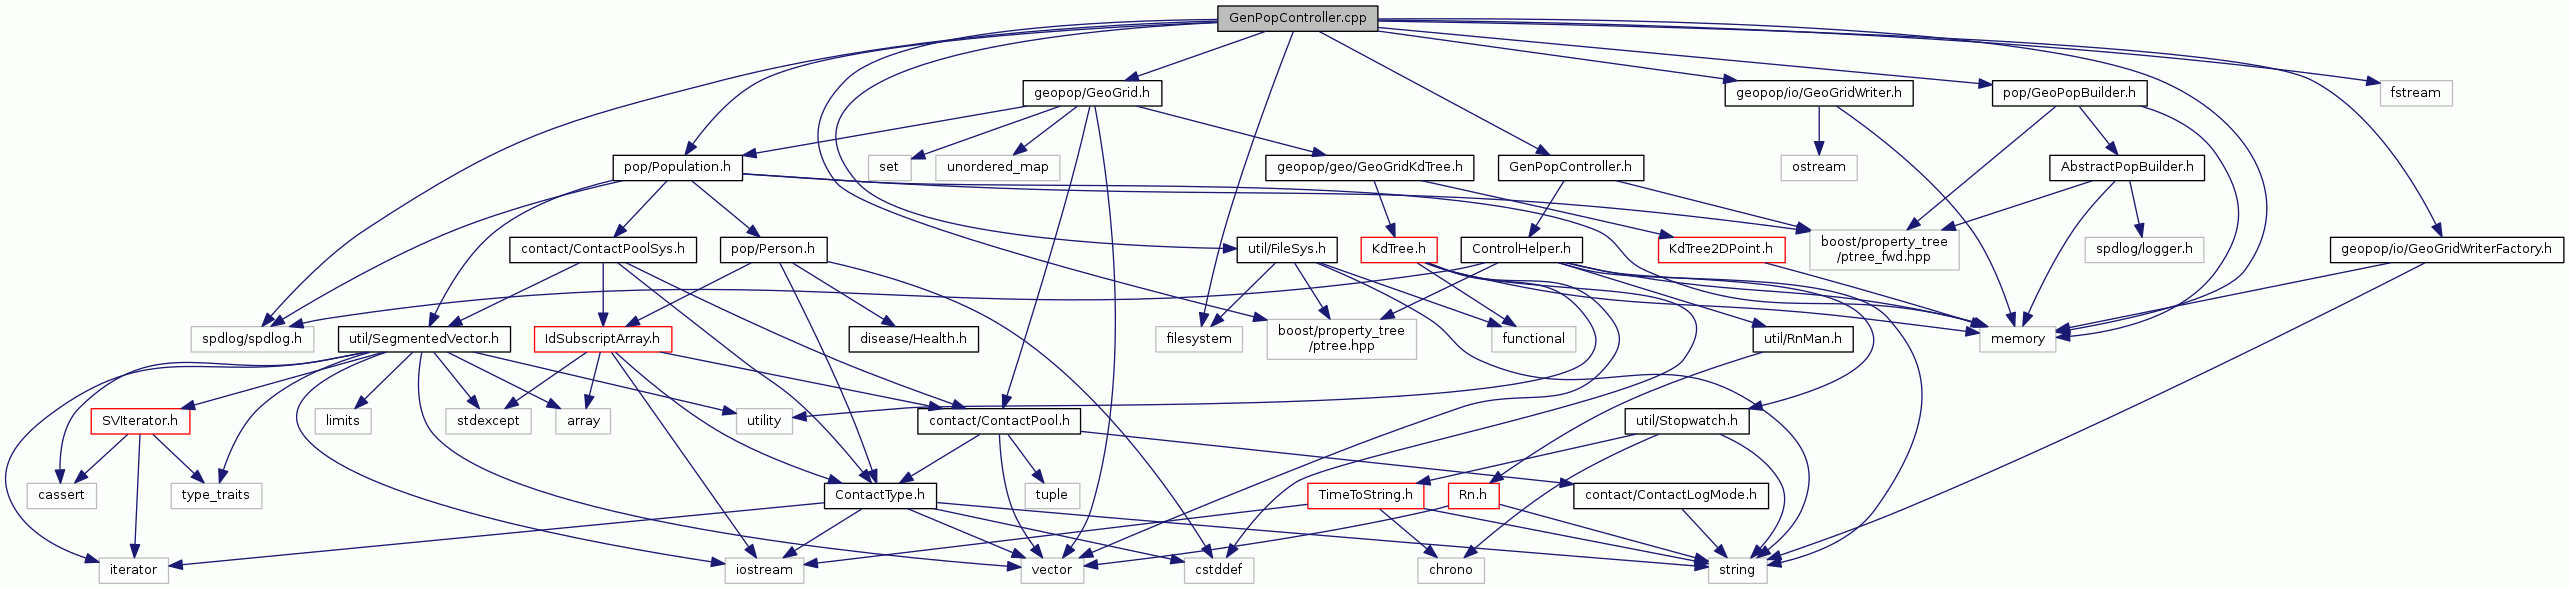 GenPopController.cpp
geopop/GeoGrid.h
geopop/io/GeoGridWriter.h
pop/GeoPopBuilder.h
fstream
pop/Population.h
set
unordered_map
geopop/geo/GeoGridKdTree.h
GenPopController.h
ostream
AbstractPopBuilder.h
contact/ContactPoolSys.h
pop/Person.h
util/FileSys.h
KdTree.h
ControlHelper.h
KdTree2DPoint.h
boost/property_tree
/ptree_fwd.hpp
spdlog/logger.h
geopop/io/GeoGridWriterFactory.h
spdlog/spdlog.h
util/SegmentedVector.h
IdSubscriptArray.h
disease/Health.h
filesystem
boost/property_tree
/ptree.hpp
functional
util/RnMan.h
memory
SVIterator.h
limits
stdexcept
array
utility
contact/ContactPool.h
util/Stopwatch.h
cassert
type_traits
ContactType.h
tuple
TimeToString.h
Rn.h
contact/ContactLogMode.h
iterator
iostream
vector
cstddef
chrono
string